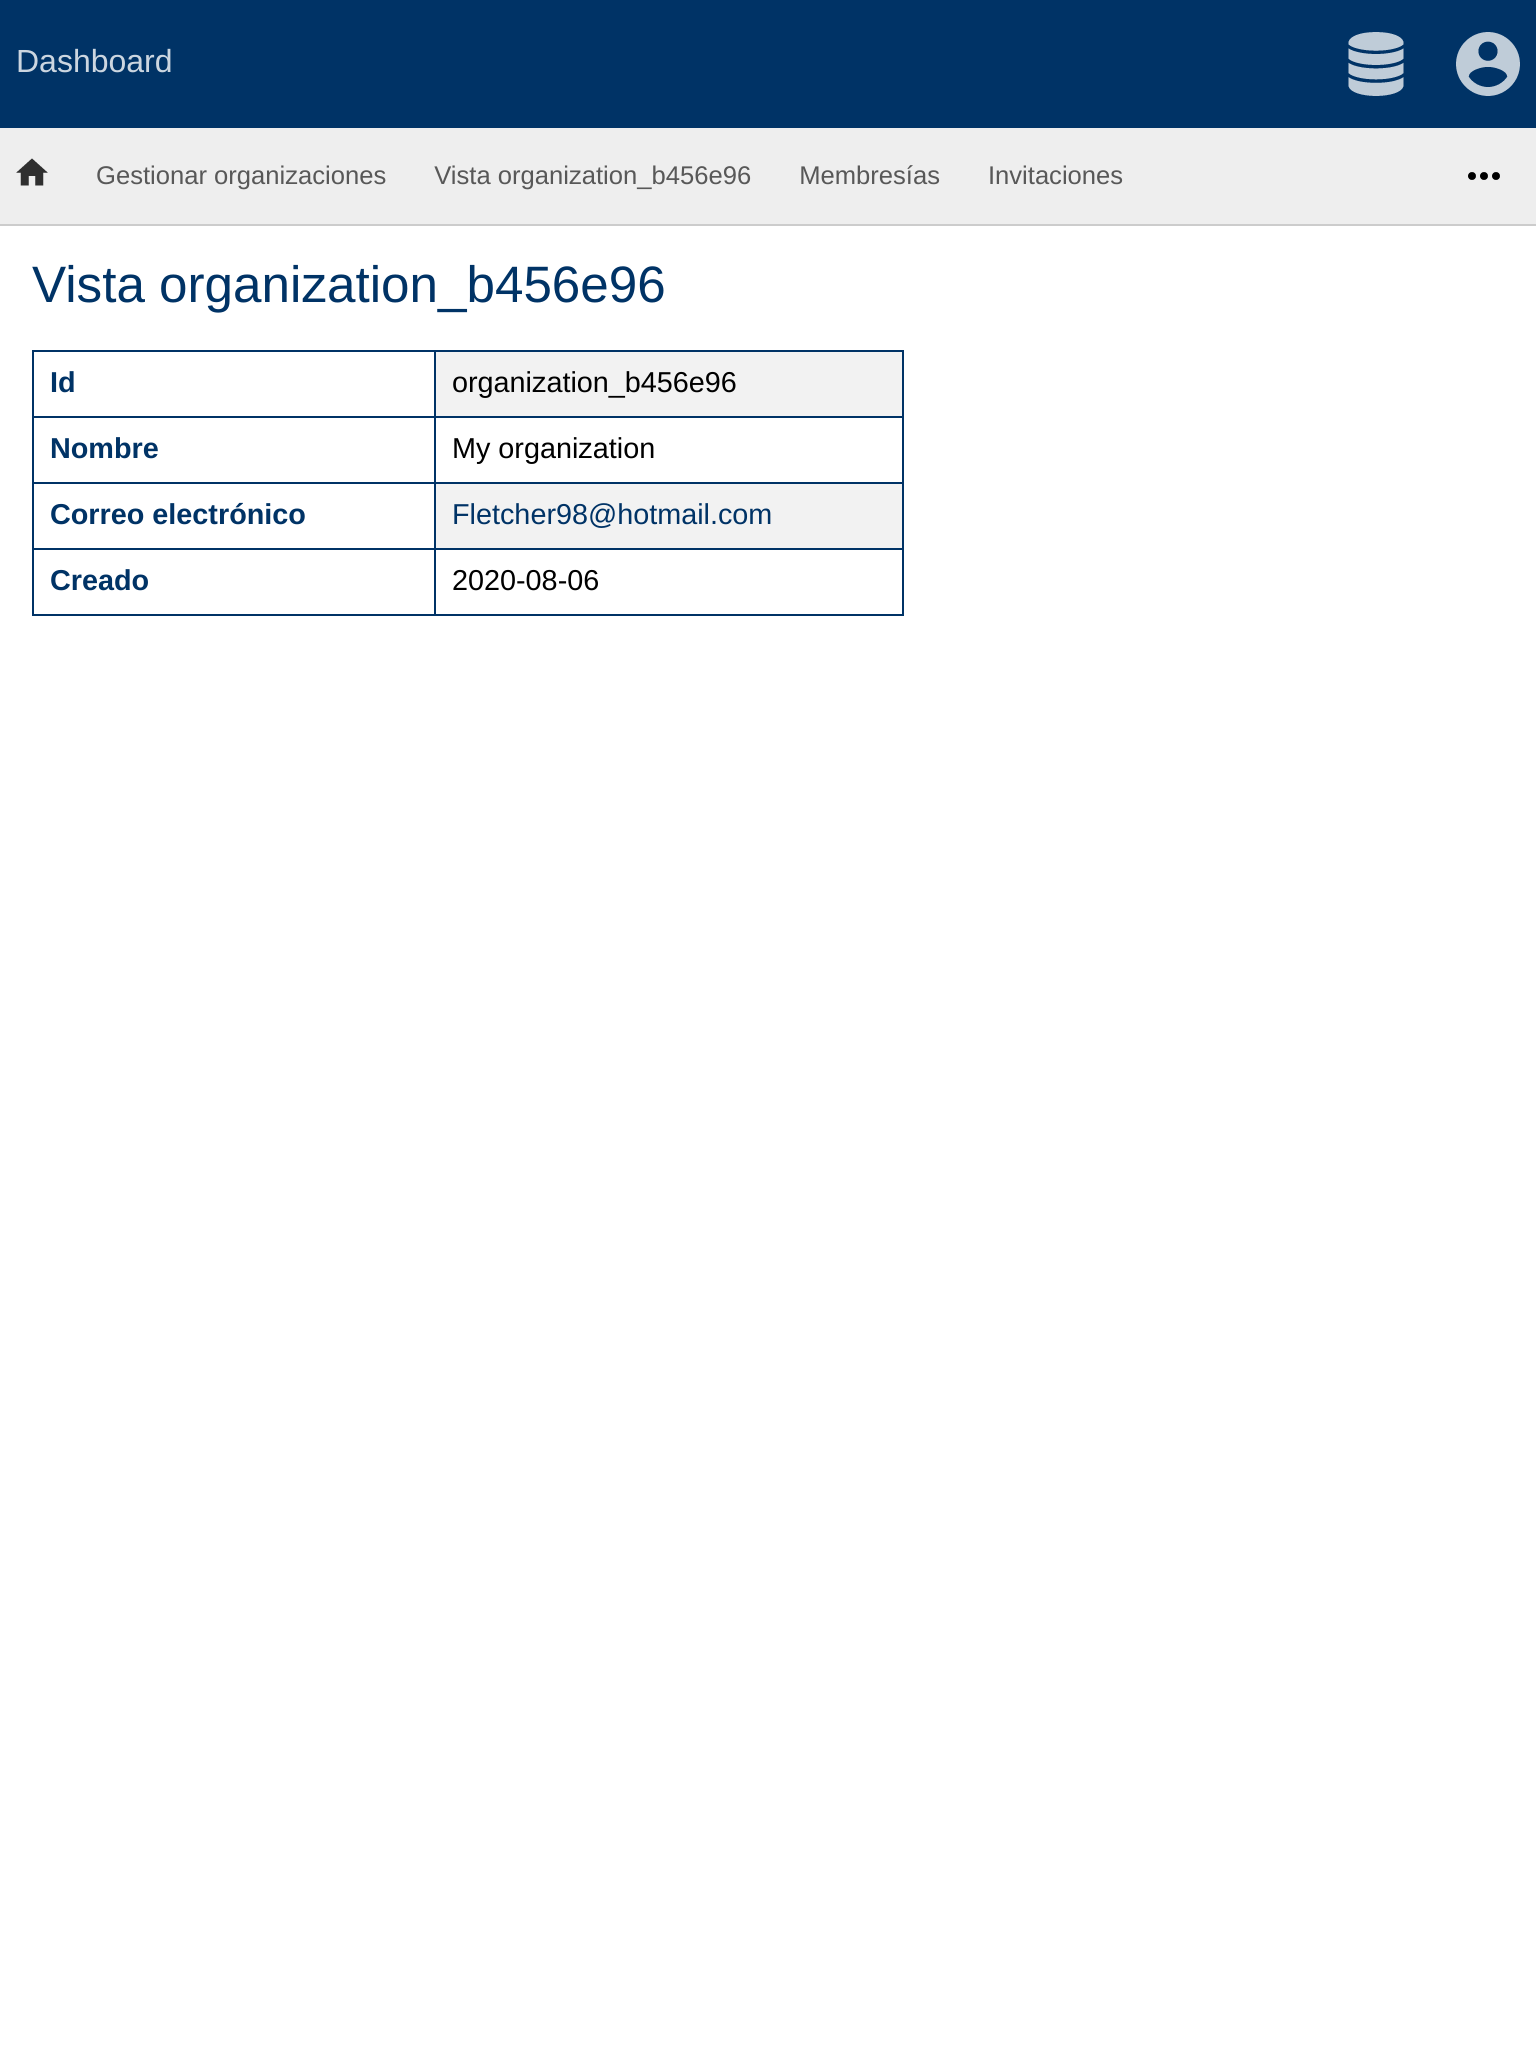 Dashboard
Gestionar organizaciones Vista organization_b456e96 Membresías Invitaciones
Vista organization_b456e96
Id organization_b456e96
Nombre My organization
Correo electrónico Fletcher98@hotmail.com
Creado 2020-08-06